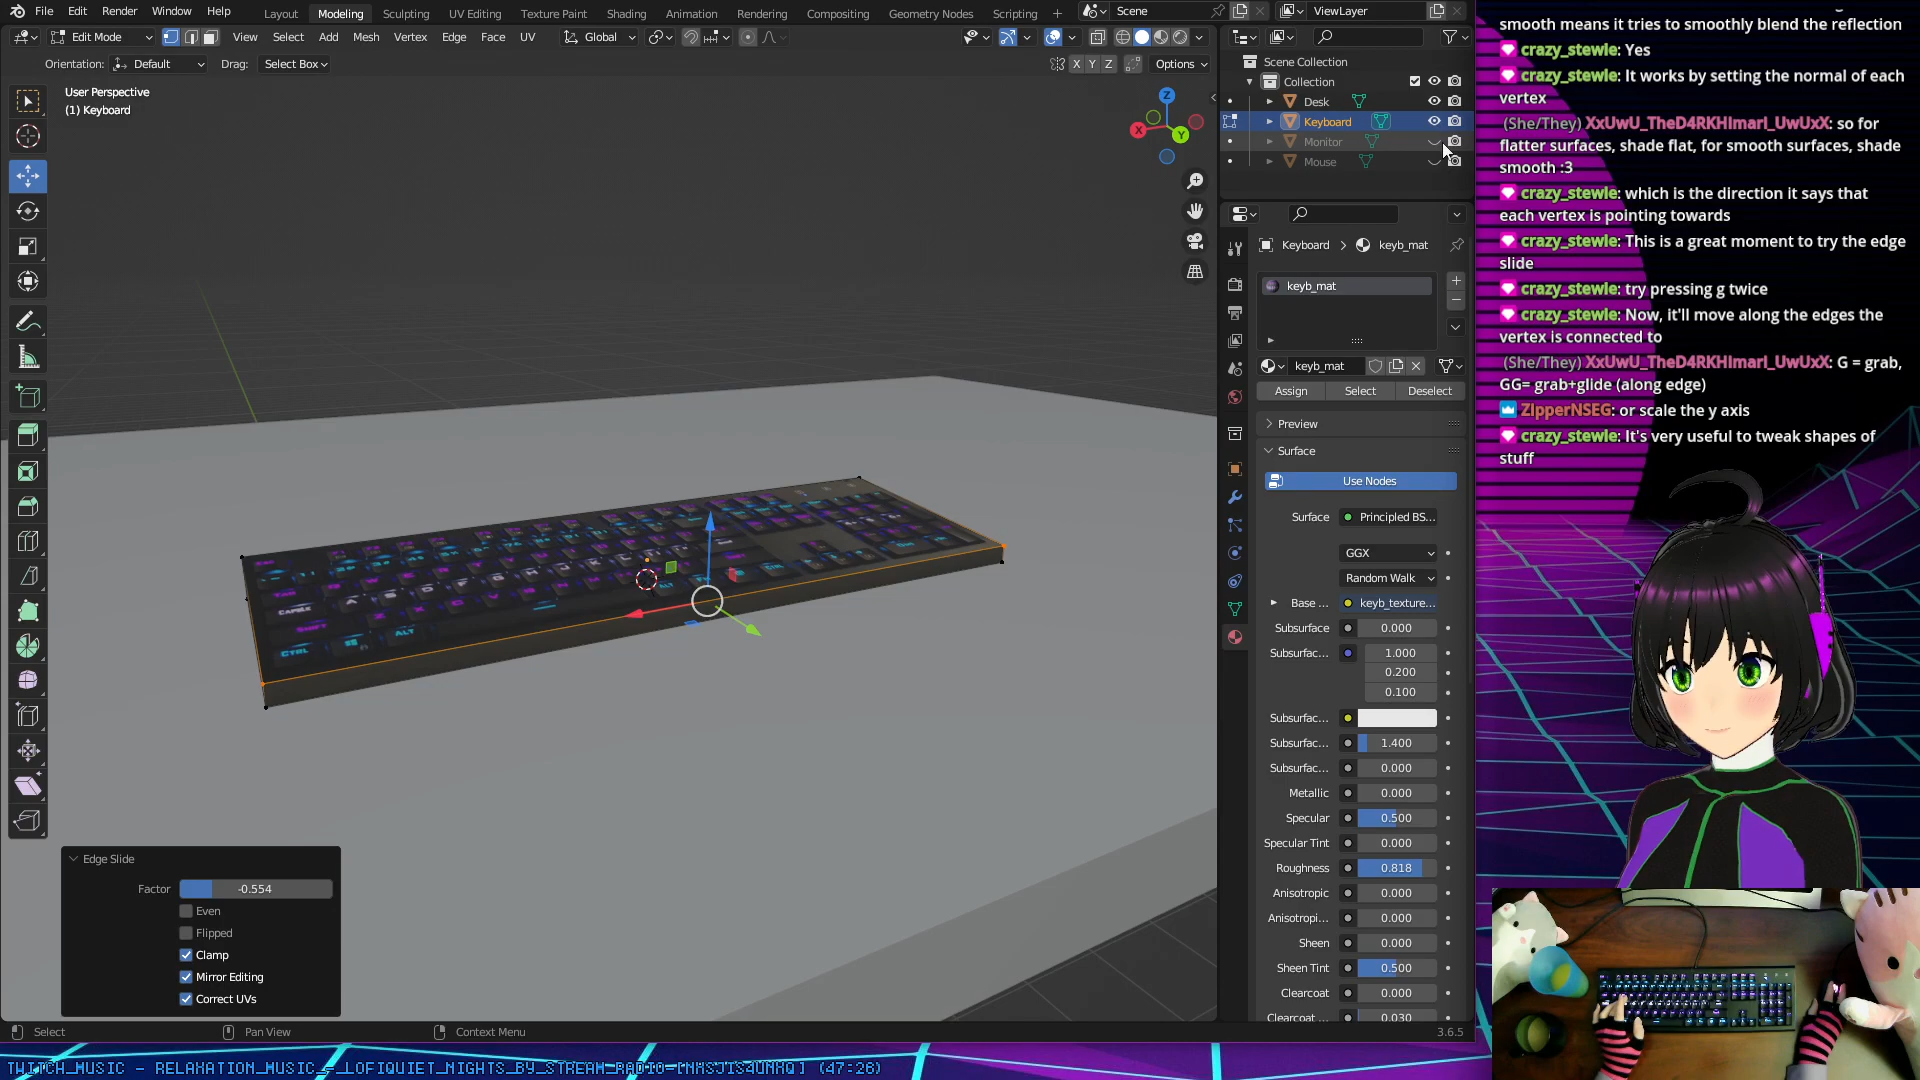 File Edit Render Window Help Layout Modeling Sculpting UV Editing Texture Paint Shading Animation Rendering Compositing Geometry Nodes Scripting + Scene ViewLayer
Edit Mode View Select Add Mesh Vertex Edge Face UV Global
Orientation: Default Drag: Select Box X Y Z Options
User Perspective
(1) Keyboard
Z
X
Y
Scene Collection
Collection
Desk
Keyboard
Monitor
Mouse
Keyboard keyb_mat
keyb_mat
keyb_mat
Assign Select Deselect
Preview
Surface
Use Nodes
Surface Principled BS...
GGX
Random Walk
Base ... keyb_texture...
Subsurface 0.000
Subsurfac... 1.000
0.200
0.100
Subsurfac...
Subsurfac... 1.400
Subsurfac... 0.000
Metallic 0.000
Specular 0.500
Specular Tint 0.000
Roughness 0.818
Anisotropic 0.000
Anisotropi... 0.000
Sheen 0.000
Sheen Tint 0.500
Clearcoat 0.000
Clearcoat ... 0.030
CAPSLK
SHIFT
CTRL
ALT
Edge Slide
Factor -0.554
Even
Flipped
Clamp
Mirror Editing
Correct UVs
Select Pan View Context Menu 3.6.5
smooth means it tries to smoothly blend the reflection
crazy_stewie: Yes
crazy_stewie: It works by setting the normal of each
vertex
(She/They) XxUwU_TheD4RKHImarI_UwUxX: so for
flatter surfaces, shade flat, for smooth surfaces, shade
smooth :3
crazy_stewie: which is the direction it says that
each vertex is pointing towards
crazy_stewie: This is a great moment to try the edge
slide
crazy_stewie: try pressing g twice
crazy_stewie: Now, it'll move along the edges the
vertex is connected to
(She/They) XxUwU_TheD4RKHImarI_UwUxX: G = grab,
GG= grab+glide (along edge)
ZipperNSEG: or scale the y axis
crazy_stewie: It's very useful to tweak shapes of
stuff